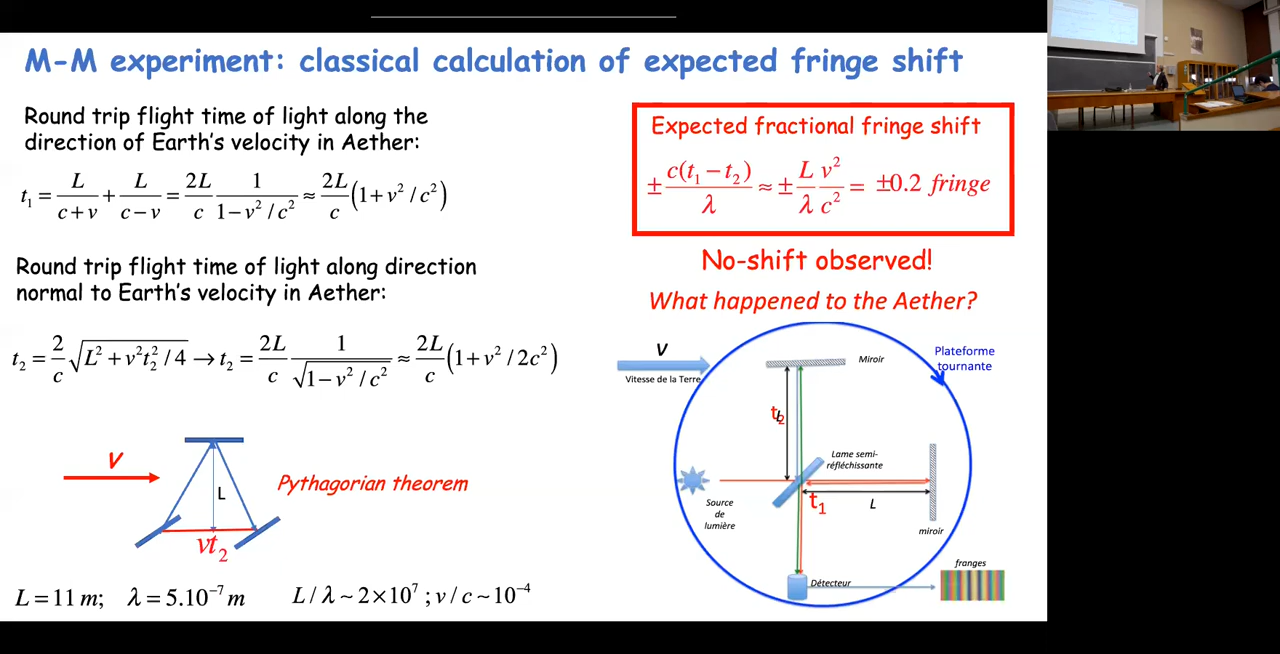 M-M experiment: classical calculation of expected fringe shift
Round trip flight time of light along the
direction of Earth's velocity in Aether:
t₁ = L/(c+v) + L/(c−v) = 2L/c 1/(1−v²/c²) ≈ 2L/c (1+v²/c²)
Round trip flight time of light along direction
normal to Earth's velocity in Aether:
t₂ = 2/c √(L²+v²t₂²/4) → t₂ = 2L/c 1/√(1−v²/c²) ≈ 2L/c (1+v²/2c²)
v
L
Pythagorian theorem
vt₂
L=11 m; λ=5.10⁻⁷ m L/λ~2×10⁷; v/c~10⁻⁴
Expected fractional fringe shift
± c(t₁−t₂)/λ ≈ ± L/λ v²/c² = ±0.2 fringe
No-shift observed!
What happened to the Aether?
V
Vitesse de la Terre
Miroir
Plateforme
tournante
t₂
L
Lame semi-
réfléchissante
Source
de
lumière
t₁
L
miroir
Détecteur
franges